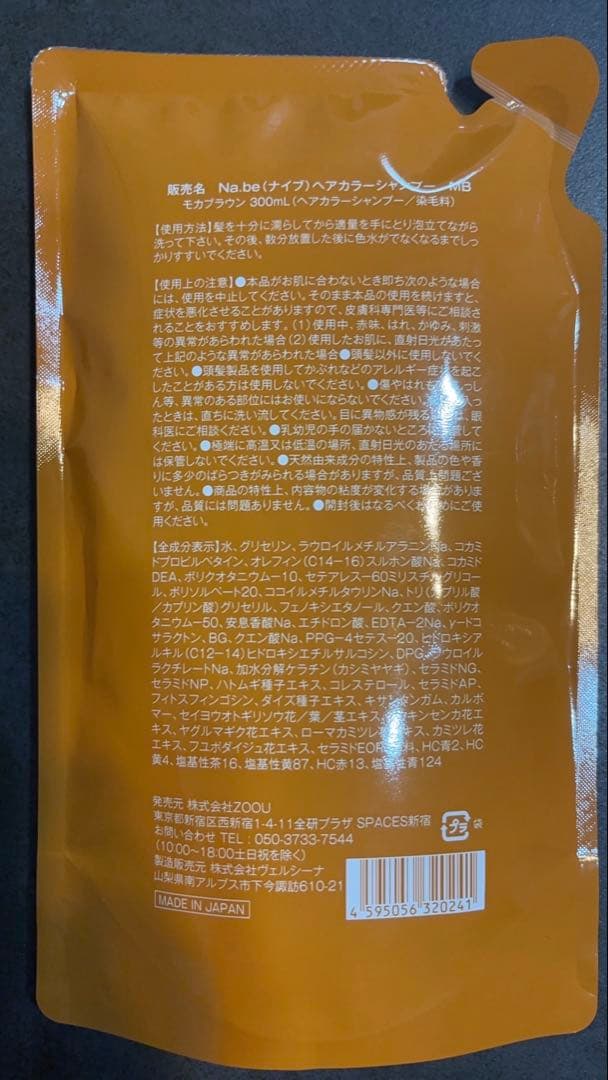 販売名　Na.be(ナイブ)ヘアカラーシャンプー　MB
モカブラウン 300mL(ヘアカラーシャンプー/染毛料)
【使用方法】髪を十分に濡らしてから適量を手にとり泡立てながら
洗って下さい。その後、数分放置した後に色水がでなくなるまでしっ
かりすすいでください。
【使用上の注意】●本品がお肌に合わないとき即ち次のような場合
には、使用を中止してください。そのまま本品の使用を続けますと、
症状を悪化させることがありますので、皮膚科専門医等にご相談さ
れることをおすすめします。(1)使用中、赤味、はれ、かゆみ、刺激
等の異常があらわれた場合(2)使用したお肌に、直射日光があたっ
て上記のような異常があらわれた場合●頭髪以外に使用しないでく
ださい。●頭髪製品を使用してかぶれなどのアレルギー症状を起こ
したことがある方は使用しないでください。●傷やはれもの、しっし
ん等、異常のある部位にはお使いにならないでください。
ったときは、直ちに洗い流してください。目に異物感が残る は、眼
科医にご相談ください。●乳幼児の手の届かないところに して
ください。●極端に高温又は低温の場所、直射日光のあたる場所に
は保管しないでください。●天然由来成分の特性上、製品の色や香
りに多少のばらつきがみられる場合がありますが、品質上問題ござ
いません。●商品の特性上、内容物の粘度が変化する場合がありま
すが、品質には問題ありません。●開封後はなるべく早めにご使
用ください。
【全成分表示】水、グリセリン、ラウロイルメチルアラニンNa、コカミ
ドプロピルベタイン、オレフィン(C14-16)スルホン酸Na、コカミド
DEA、ポリクオタニウム-10、セテアレス-60ミリスチルグリコー
ル、ポリソルベート20、ココイルメチルタウリンNa、トリ(カプリル酸
/カプリン酸)グリセリル、フェノキシエタノール、クエン酸、ポリクオ
タニウム-50、安息香酸Na、エチドロン酸、EDTA-2Na、γ-ドコ
サラクトン、BG、クエン酸Na、PPG-4セテス-20、ヒドロキシア
ルキル(C12-14)ヒドロキシエチルサルコシン、DPG、ラウロイル
ラクチレートNa、加水分解ケラチン(カシミヤヤギ)、セラミドNG、
セラミドNP、ハトムギ種子エキス、コレステロール、セラミドAP、
フィトスフィンゴシン、ダイズ種子エキス、キサンタンガム、カルボ
マー、セイヨウオトギリソウ花/葉/茎エキス、トウキンセンカ花エ
キス、ヤグルマギク花エキス、ローマカミツレ花エキス、カミツレ花
エキス、フユボダイジュ花エキス、セラミドEOP、香料、HC青2、HC
黄4、塩基性茶16、塩基性黄87、HC赤13、塩基性青124
発売元 株式会社ZOOU
東京都新宿区西新宿1-4-11全研プラザ SPACES新宿
お問い合わせ TEL：050-3733-7544
(10:00～18:00土日祝を除く)
製造販売元 株式会社ヴェルシーナ
山梨県南アルプス市下今諏訪610-21
MADE IN JAPAN
プラ
袋
4 595056 320241